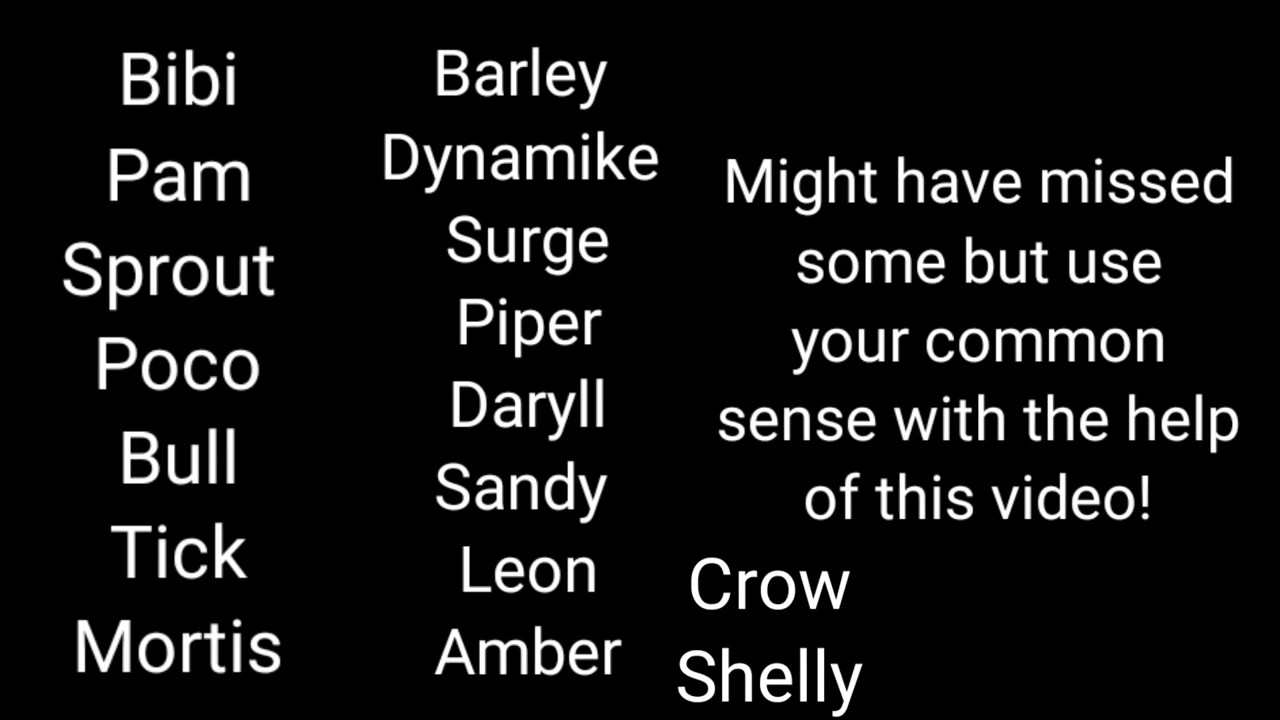 Bibi
Pam
Sprout
Poco
Bull
Tick
Mortis
Barley
Dynamike
Surge
Piper
Daryll
Sandy
Leon
Amber
Might have missed
some but use
your common
sense with the help
of this video!
Crow
Shelly